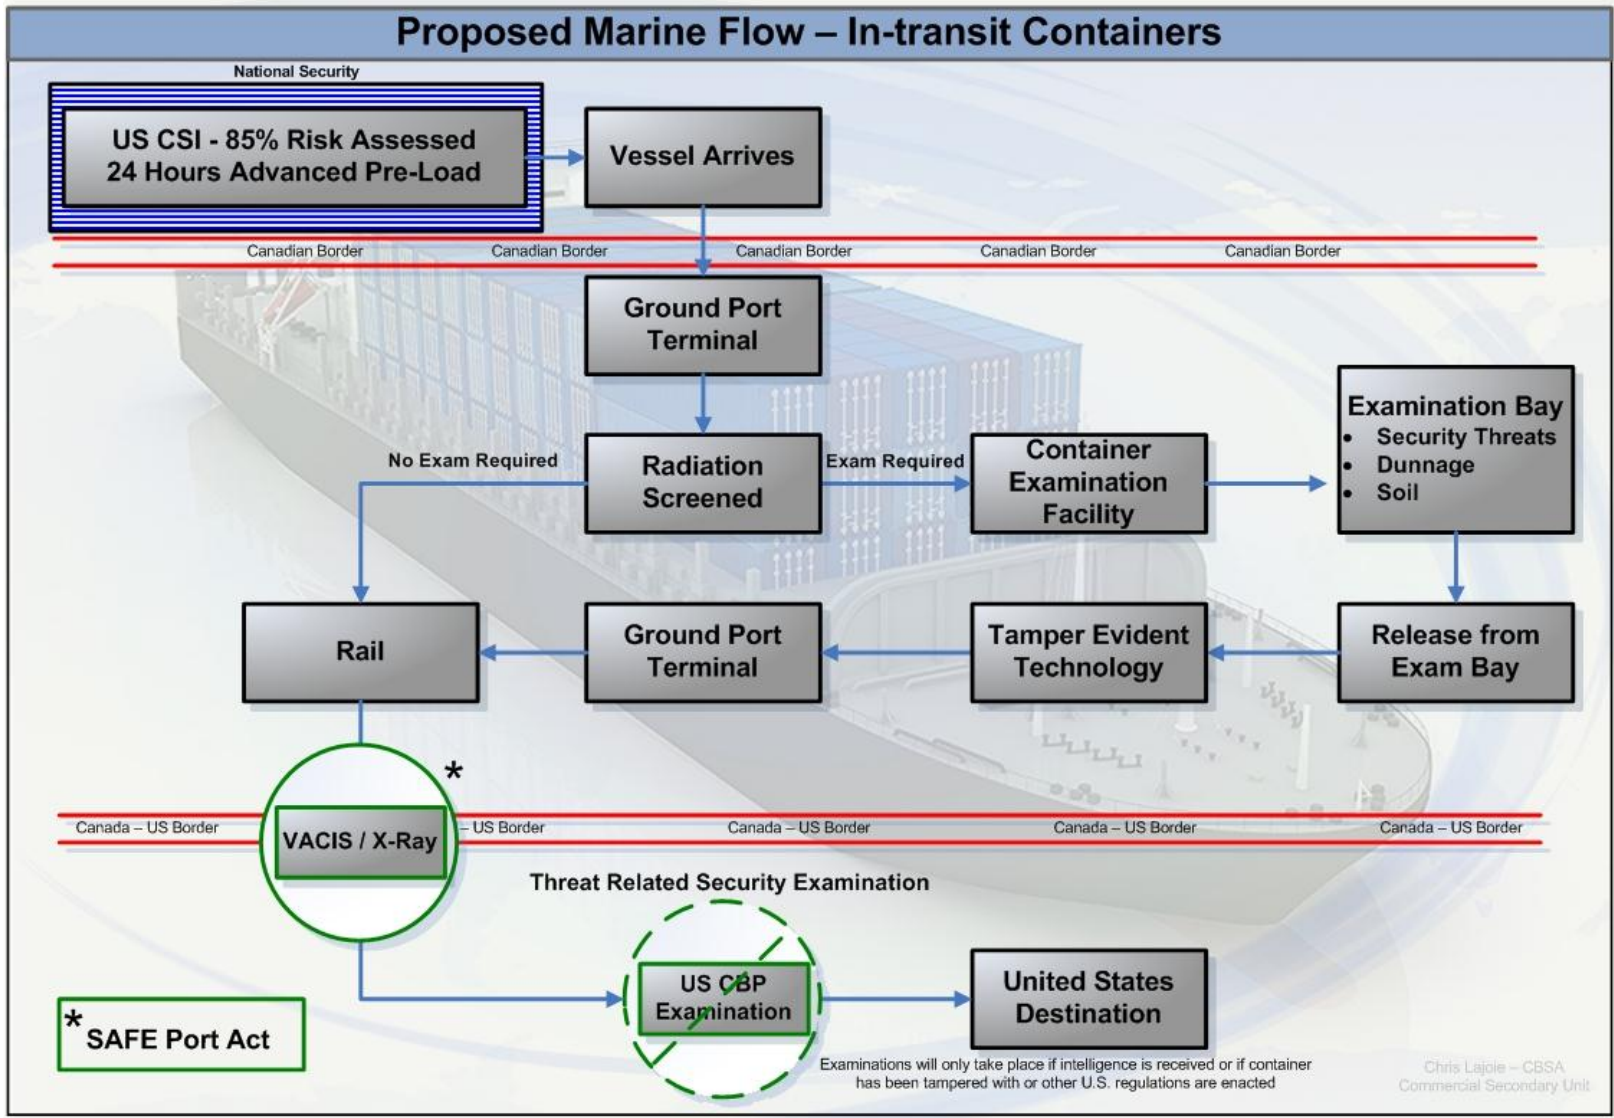 Proposed Marine Flow – In-transit Containers
National Security
US CSI - 85% Risk Assessed
24 Hours Advanced Pre-Load
Vessel Arrives
Canadian Border
Canadian Border
Canadian Border
Canadian Border
Canadian Border
Ground Port
Terminal
Examination Bay
• Security Threats
• Dunnage
• Soil
No Exam Required
Radiation
Screened
Exam Required
Container
Examination
Facility
Rail
Ground Port
Terminal
Tamper Evident
Technology
Release from
Exam Bay
*
Canada – US Border
– US Border
Canada – US Border
Canada – US Border
Canada – US Border
VACIS / X-Ray
Threat Related Security Examination
US CBP
Examination
United States
Destination
* SAFE Port Act
Examinations will only take place if intelligence is received or if container
has been tampered with or other U.S. regulations are enacted
Chris Lajoie – CBSA
Commercial Secondary Unit